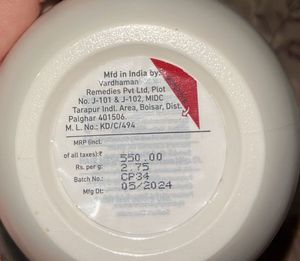 Mfd in India by:
Vardhaman
Remedies Pvt Ltd, Plot
No. J-101 & J-102, MIDC
Tarapur Indl. Area, Boisar, Dist.
Palghar 401506.
M. L. No.: KD/C/494
MRP (incl.
of all taxes):₹ 550.00
Rs. per g: 2.75
Batch No.: CP34
Mfg Dt: 05/2024